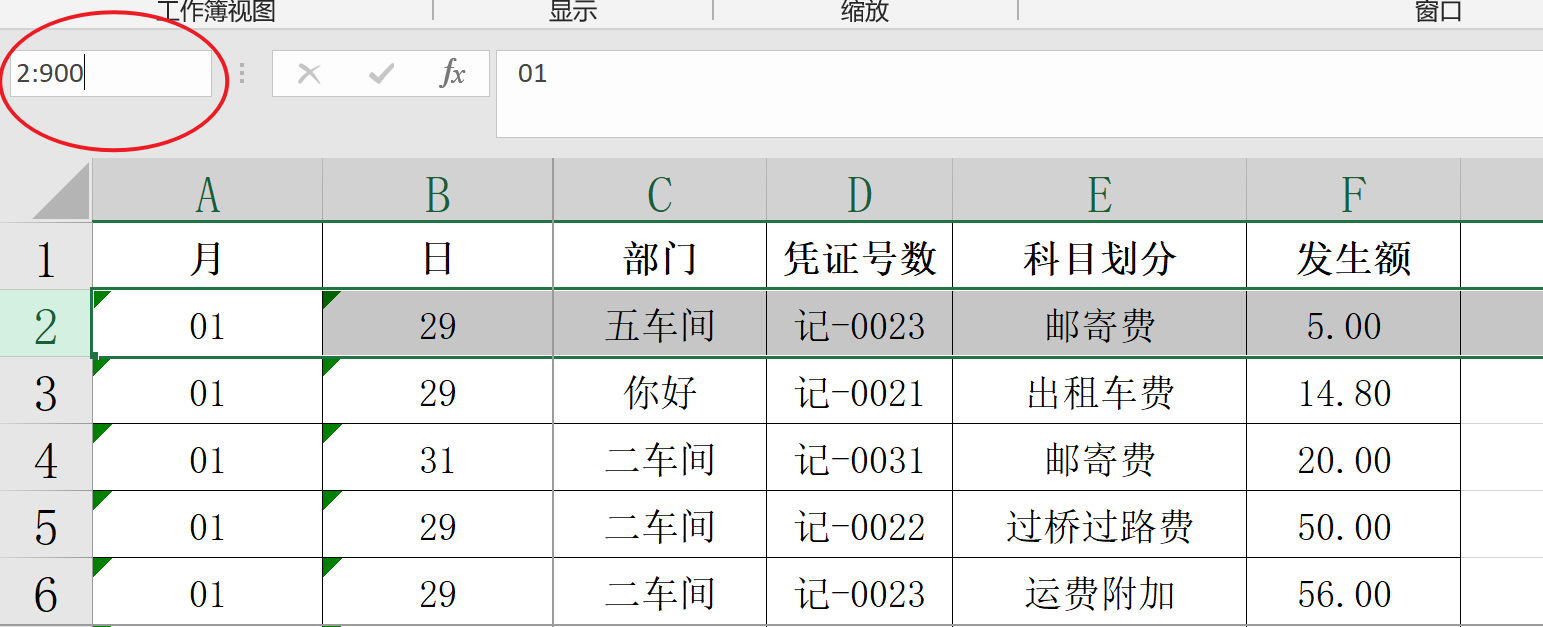 工作簿视图 显示 缩放 窗口
2:900 fx 01
A B C D E F
1 月 日 部门 凭证号数 科目划分 发生额
2 01 29 五车间 记-0023 邮寄费 5.00
3 01 29 你好 记-0021 出租车费 14.80
4 01 31 二车间 记-0031 邮寄费 20.00
5 01 29 二车间 记-0022 过桥过路费 50.00
6 01 29 二车间 记-0023 运费附加 56.00